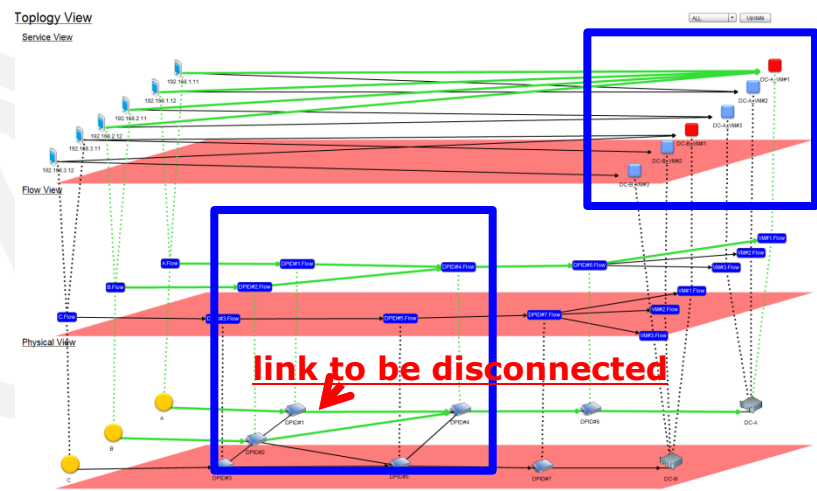 Toplogy View
ALL
Update
Service View
192.168.1.11
192.168.1.12
192.168.2.11
192.168.2.12
192.168.3.11
192.168.3.12
DC-A-VM#1
DC-A-VM#2
DC-A-VM#3
DC-B-VM#1
DC-B-VM#2
DC-B-VM#3
Flow View
A.Flow
DPID#1.Flow
DPID#4.Flow
DPID#6.Flow
VM#1.Flow
VM#2.Flow
VM#3.Flow
B.Flow
DPID#2.Flow
C.Flow
DPID#3.Flow
DPID#5.Flow
DPID#7.Flow
VM#1.Flow
VM#2.Flow
VM#3.Flow
Physical View
link to be disconnected
A
DPID#1
DPID#4
DPID#6
DC-A
B
DPID#2
C
DPID#3
DPID#5
DPID#7
DC-B